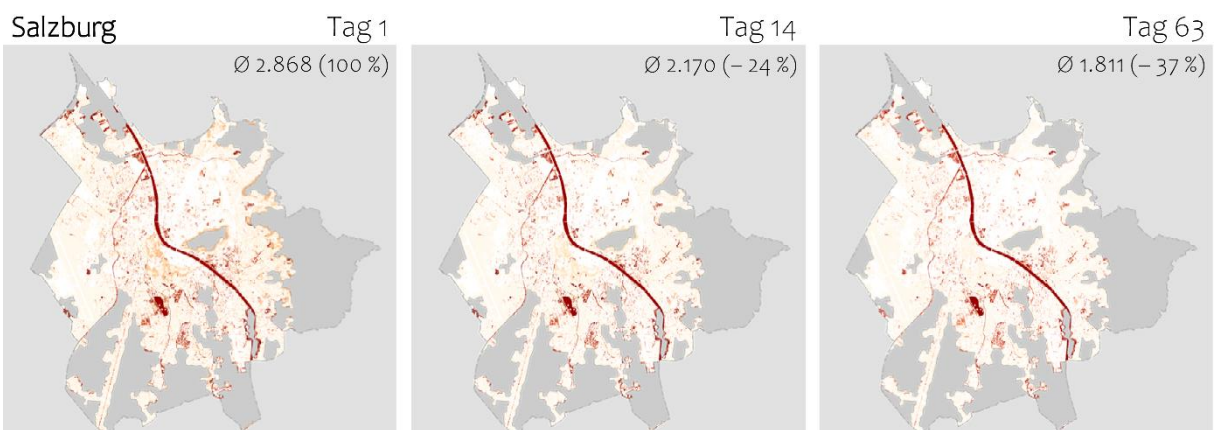 Salzburg
Tag 1
Ø 2.868 (100 %)
Tag 14
Ø 2.170 (– 24 %)
Tag 63
Ø 1.811 (– 37 %)